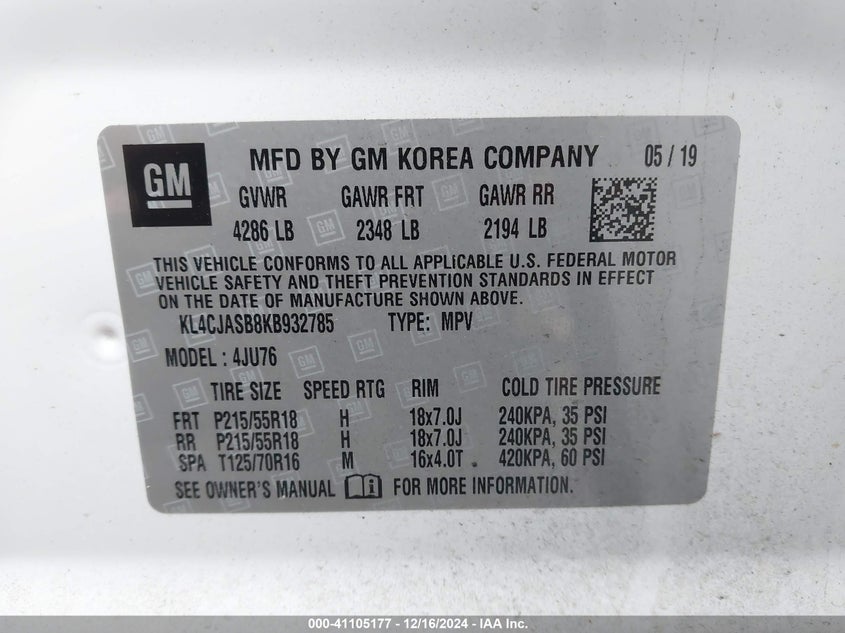 GM MFD BY GM KOREA COMPANY 05 / 19
GVWR GAWR FRT GAWR RR
4286 LB 2348 LB 2194 LB
THIS VEHICLE CONFORMS TO ALL APPLiCABLE U.S. FEDERAL MOTOR
VEHICLE SAFETY AND THEFT PREVENTION STANDARDS IN EFFECT
ON THE DATE OF MANUFACTURE SHOWN ABOVE.
KL4CJASB8KB932785 TYPE: MPV
MODEL : 4JU76
TIRE SIZE SPEED RTG RIM COLD TIRE PRESSURE
FRT P215/55R18 H 18x7.0J 240KPA, 35 PSI
RR P215/55R18 H 18x7.0J 240KPA, 35 PSI
SPA T125/70R16 M 16x4.0T 420KPA, 60 PSI
SEE OWNER'S MANUAL FOR MORE INFORMATION.
000-41105177 - 12/16/2024 - IAA Inc.